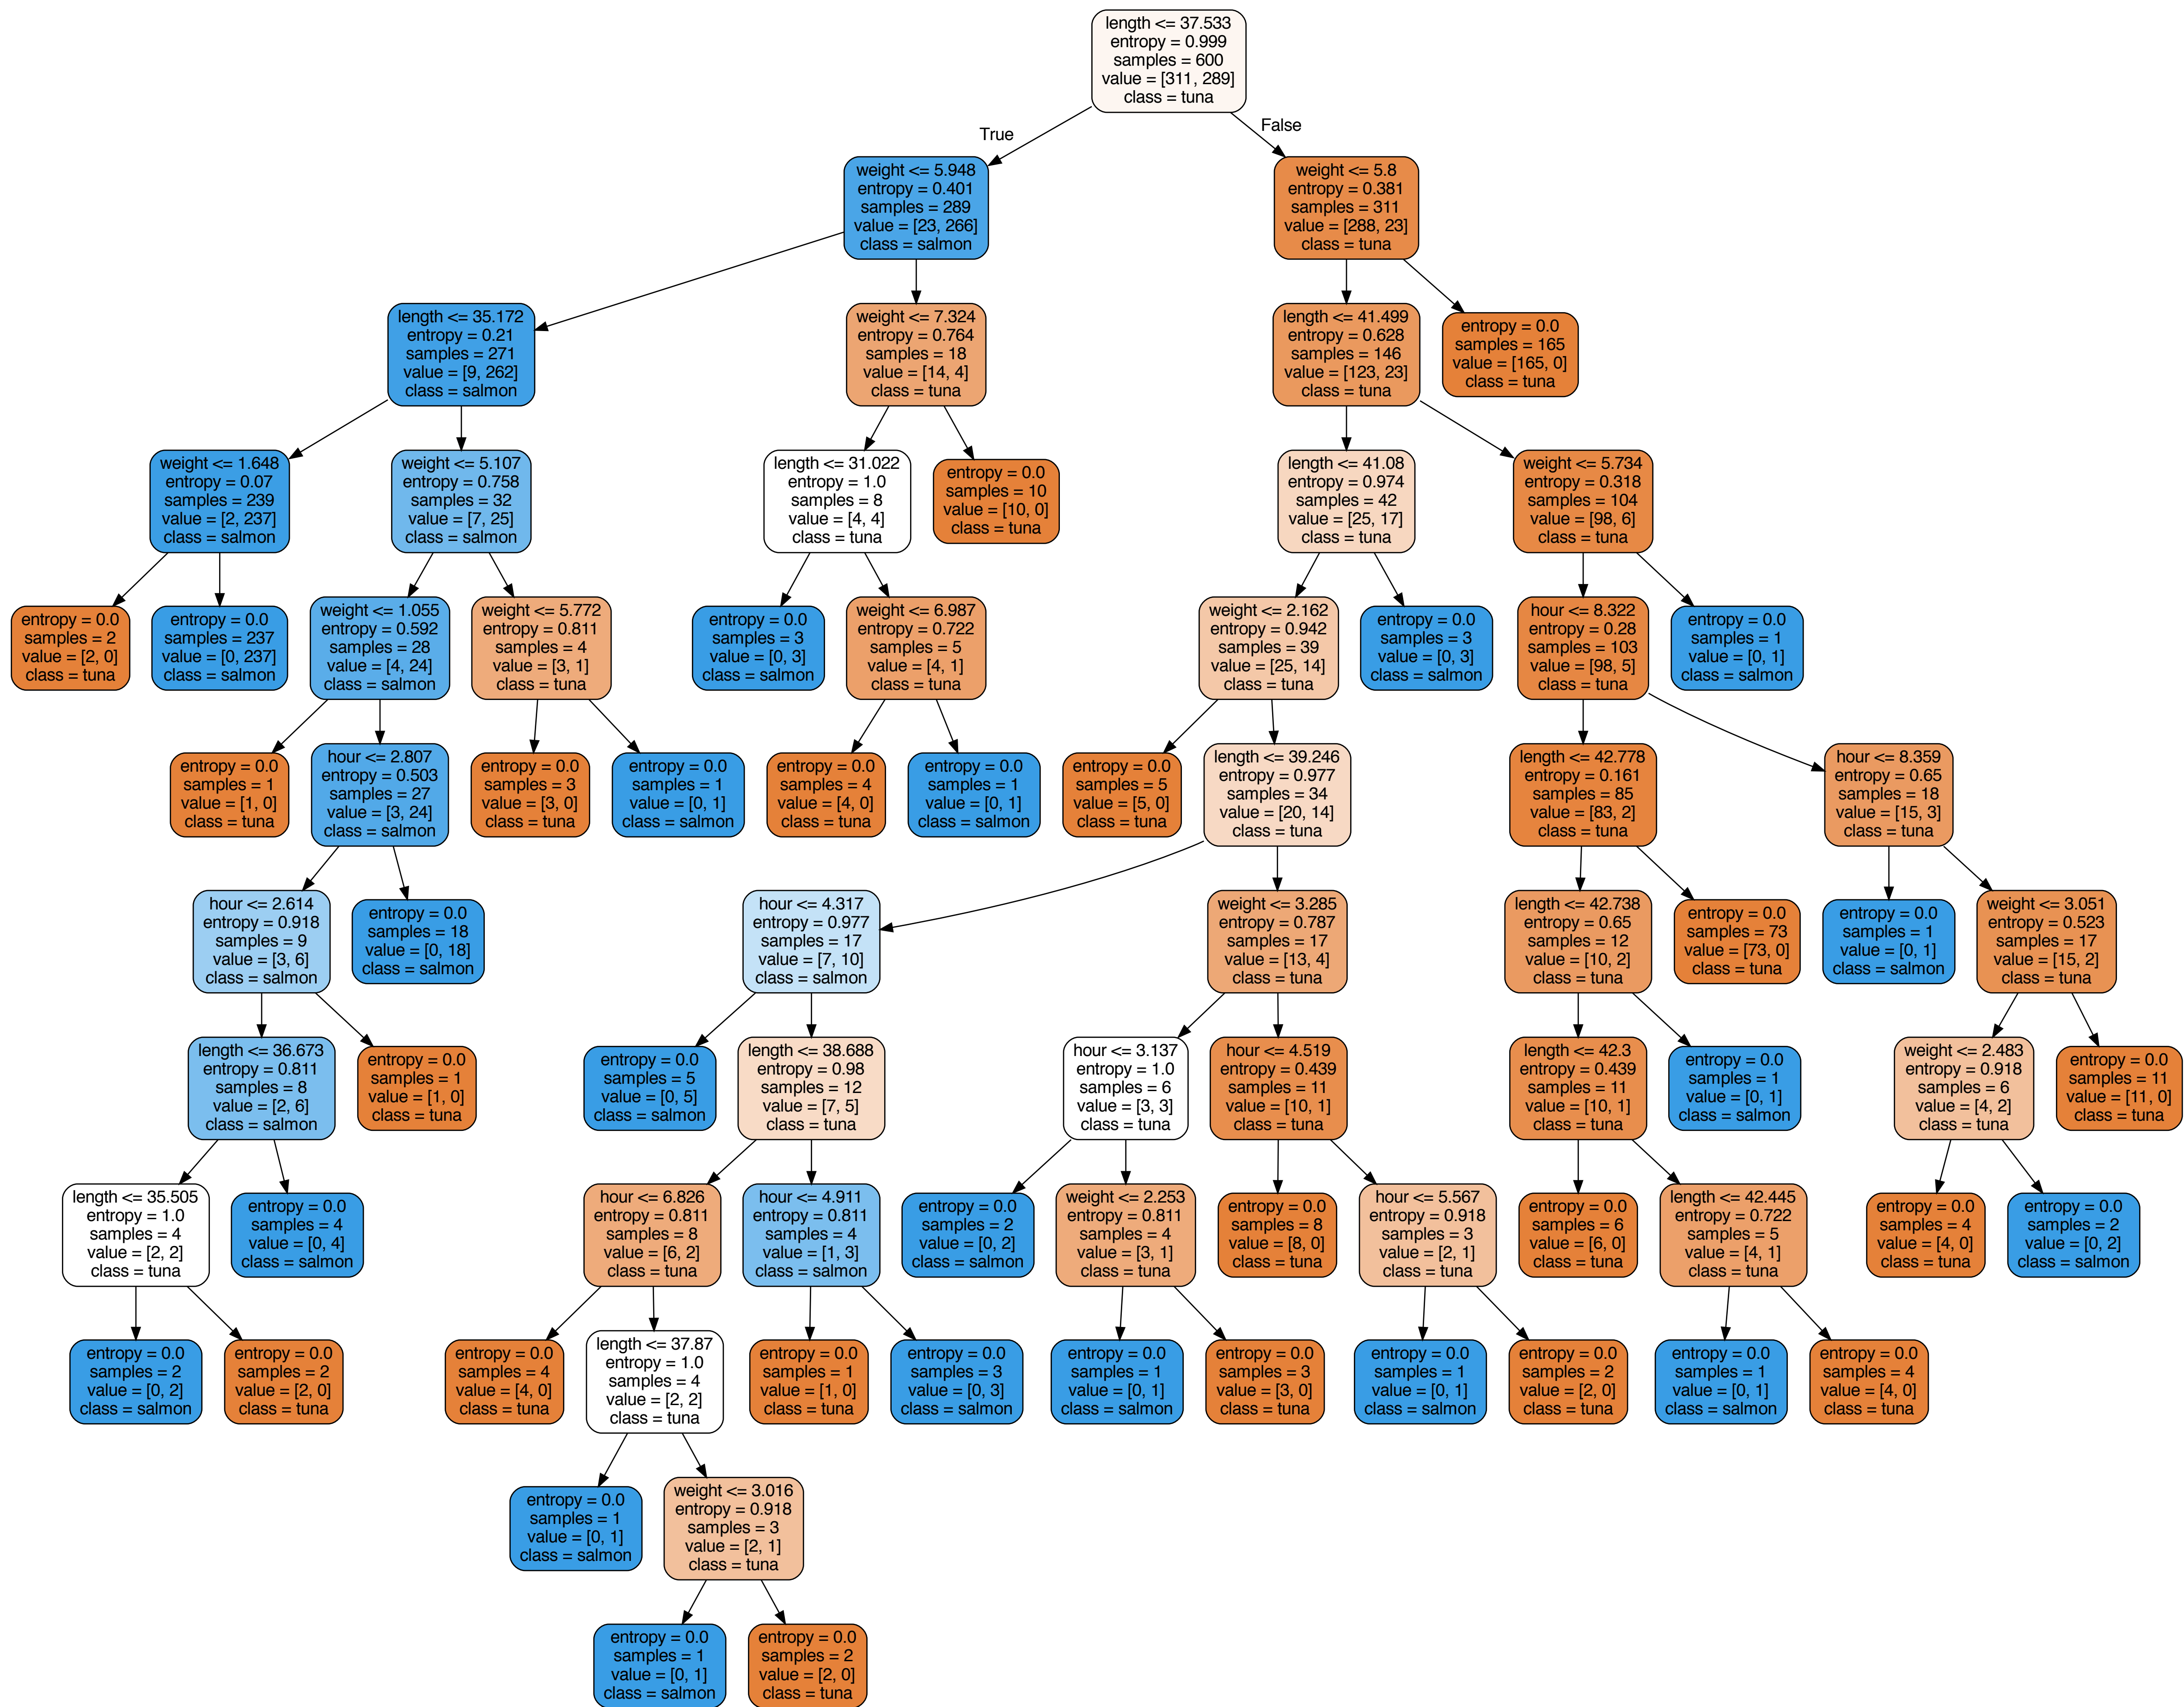 length <= 37.533
entropy = 0.999
samples = 600
value = [311, 289]
class = tuna
True
False
weight <= 5.948
entropy = 0.401
samples = 289
value = [23, 266]
class = salmon
weight <= 5.8
entropy = 0.381
samples = 311
value = [288, 23]
class = tuna
length <= 35.172
entropy = 0.21
samples = 271
value = [9, 262]
class = salmon
weight <= 7.324
entropy = 0.764
samples = 18
value = [14, 4]
class = tuna
length <= 41.499
entropy = 0.628
samples = 146
value = [123, 23]
class = tuna
entropy = 0.0
samples = 165
value = [165, 0]
class = tuna
weight <= 1.648
entropy = 0.07
samples = 239
value = [2, 237]
class = salmon
weight <= 5.107
entropy = 0.758
samples = 32
value = [7, 25]
class = salmon
length <= 31.022
entropy = 1.0
samples = 8
value = [4, 4]
class = tuna
entropy = 0.0
samples = 10
value = [10, 0]
class = tuna
length <= 41.08
entropy = 0.974
samples = 42
value = [25, 17]
class = tuna
weight <= 5.734
entropy = 0.318
samples = 104
value = [98, 6]
class = tuna
entropy = 0.0
samples = 2
value = [2, 0]
class = tuna
entropy = 0.0
samples = 237
value = [0, 237]
class = salmon
weight <= 1.055
entropy = 0.592
samples = 28
value = [4, 24]
class = salmon
weight <= 5.772
entropy = 0.811
samples = 4
value = [3, 1]
class = tuna
entropy = 0.0
samples = 3
value = [0, 3]
class = salmon
weight <= 6.987
entropy = 0.722
samples = 5
value = [4, 1]
class = tuna
weight <= 2.162
entropy = 0.942
samples = 39
value = [25, 14]
class = tuna
entropy = 0.0
samples = 3
value = [0, 3]
class = salmon
hour <= 8.322
entropy = 0.28
samples = 103
value = [98, 5]
class = tuna
entropy = 0.0
samples = 1
value = [0, 1]
class = salmon
entropy = 0.0
samples = 1
value = [1, 0]
class = tuna
hour <= 2.807
entropy = 0.503
samples = 27
value = [3, 24]
class = salmon
entropy = 0.0
samples = 3
value = [3, 0]
class = tuna
entropy = 0.0
samples = 1
value = [0, 1]
class = salmon
entropy = 0.0
samples = 4
value = [4, 0]
class = tuna
entropy = 0.0
samples = 1
value = [0, 1]
class = salmon
entropy = 0.0
samples = 5
value = [5, 0]
class = tuna
length <= 39.246
entropy = 0.977
samples = 34
value = [20, 14]
class = tuna
length <= 42.778
entropy = 0.161
samples = 85
value = [83, 2]
class = tuna
hour <= 8.359
entropy = 0.65
samples = 18
value = [15, 3]
class = tuna
hour <= 2.614
entropy = 0.918
samples = 9
value = [3, 6]
class = salmon
entropy = 0.0
samples = 18
value = [0, 18]
class = salmon
hour <= 4.317
entropy = 0.977
samples = 17
value = [7, 10]
class = salmon
weight <= 3.285
entropy = 0.787
samples = 17
value = [13, 4]
class = tuna
length <= 42.738
entropy = 0.65
samples = 12
value = [10, 2]
class = tuna
entropy = 0.0
samples = 73
value = [73, 0]
class = tuna
entropy = 0.0
samples = 1
value = [0, 1]
class = salmon
weight <= 3.051
entropy = 0.523
samples = 17
value = [15, 2]
class = tuna
length <= 36.673
entropy = 0.811
samples = 8
value = [2, 6]
class = salmon
entropy = 0.0
samples = 1
value = [1, 0]
class = tuna
entropy = 0.0
samples = 5
value = [0, 5]
class = salmon
length <= 38.688
entropy = 0.98
samples = 12
value = [7, 5]
class = tuna
hour <= 3.137
entropy = 1.0
samples = 6
value = [3, 3]
class = tuna
hour <= 4.519
entropy = 0.439
samples = 11
value = [10, 1]
class = tuna
length <= 42.3
entropy = 0.439
samples = 11
value = [10, 1]
class = tuna
entropy = 0.0
samples = 1
value = [0, 1]
class = salmon
weight <= 2.483
entropy = 0.918
samples = 6
value = [4, 2]
class = tuna
entropy = 0.0
samples = 11
value = [11, 0]
class = tuna
length <= 35.505
entropy = 1.0
samples = 4
value = [2, 2]
class = tuna
entropy = 0.0
samples = 4
value = [0, 4]
class = salmon
hour <= 6.826
entropy = 0.811
samples = 8
value = [6, 2]
class = tuna
hour <= 4.911
entropy = 0.811
samples = 4
value = [1, 3]
class = salmon
entropy = 0.0
samples = 2
value = [0, 2]
class = salmon
weight <= 2.253
entropy = 0.811
samples = 4
value = [3, 1]
class = tuna
entropy = 0.0
samples = 8
value = [8, 0]
class = tuna
hour <= 5.567
entropy = 0.918
samples = 3
value = [2, 1]
class = tuna
entropy = 0.0
samples = 6
value = [6, 0]
class = tuna
length <= 42.445
entropy = 0.722
samples = 5
value = [4, 1]
class = tuna
entropy = 0.0
samples = 4
value = [4, 0]
class = tuna
entropy = 0.0
samples = 2
value = [0, 2]
class = salmon
entropy = 0.0
samples = 2
value = [0, 2]
class = salmon
entropy = 0.0
samples = 2
value = [2, 0]
class = tuna
entropy = 0.0
samples = 4
value = [4, 0]
class = tuna
length <= 37.87
entropy = 1.0
samples = 4
value = [2, 2]
class = tuna
entropy = 0.0
samples = 1
value = [1, 0]
class = tuna
entropy = 0.0
samples = 3
value = [0, 3]
class = salmon
entropy = 0.0
samples = 1
value = [0, 1]
class = salmon
entropy = 0.0
samples = 3
value = [3, 0]
class = tuna
entropy = 0.0
samples = 1
value = [0, 1]
class = salmon
entropy = 0.0
samples = 2
value = [2, 0]
class = tuna
entropy = 0.0
samples = 1
value = [0, 1]
class = salmon
entropy = 0.0
samples = 4
value = [4, 0]
class = tuna
entropy = 0.0
samples = 1
value = [0, 1]
class = salmon
weight <= 3.016
entropy = 0.918
samples = 3
value = [2, 1]
class = tuna
entropy = 0.0
samples = 1
value = [0, 1]
class = salmon
entropy = 0.0
samples = 2
value = [2, 0]
class = tuna